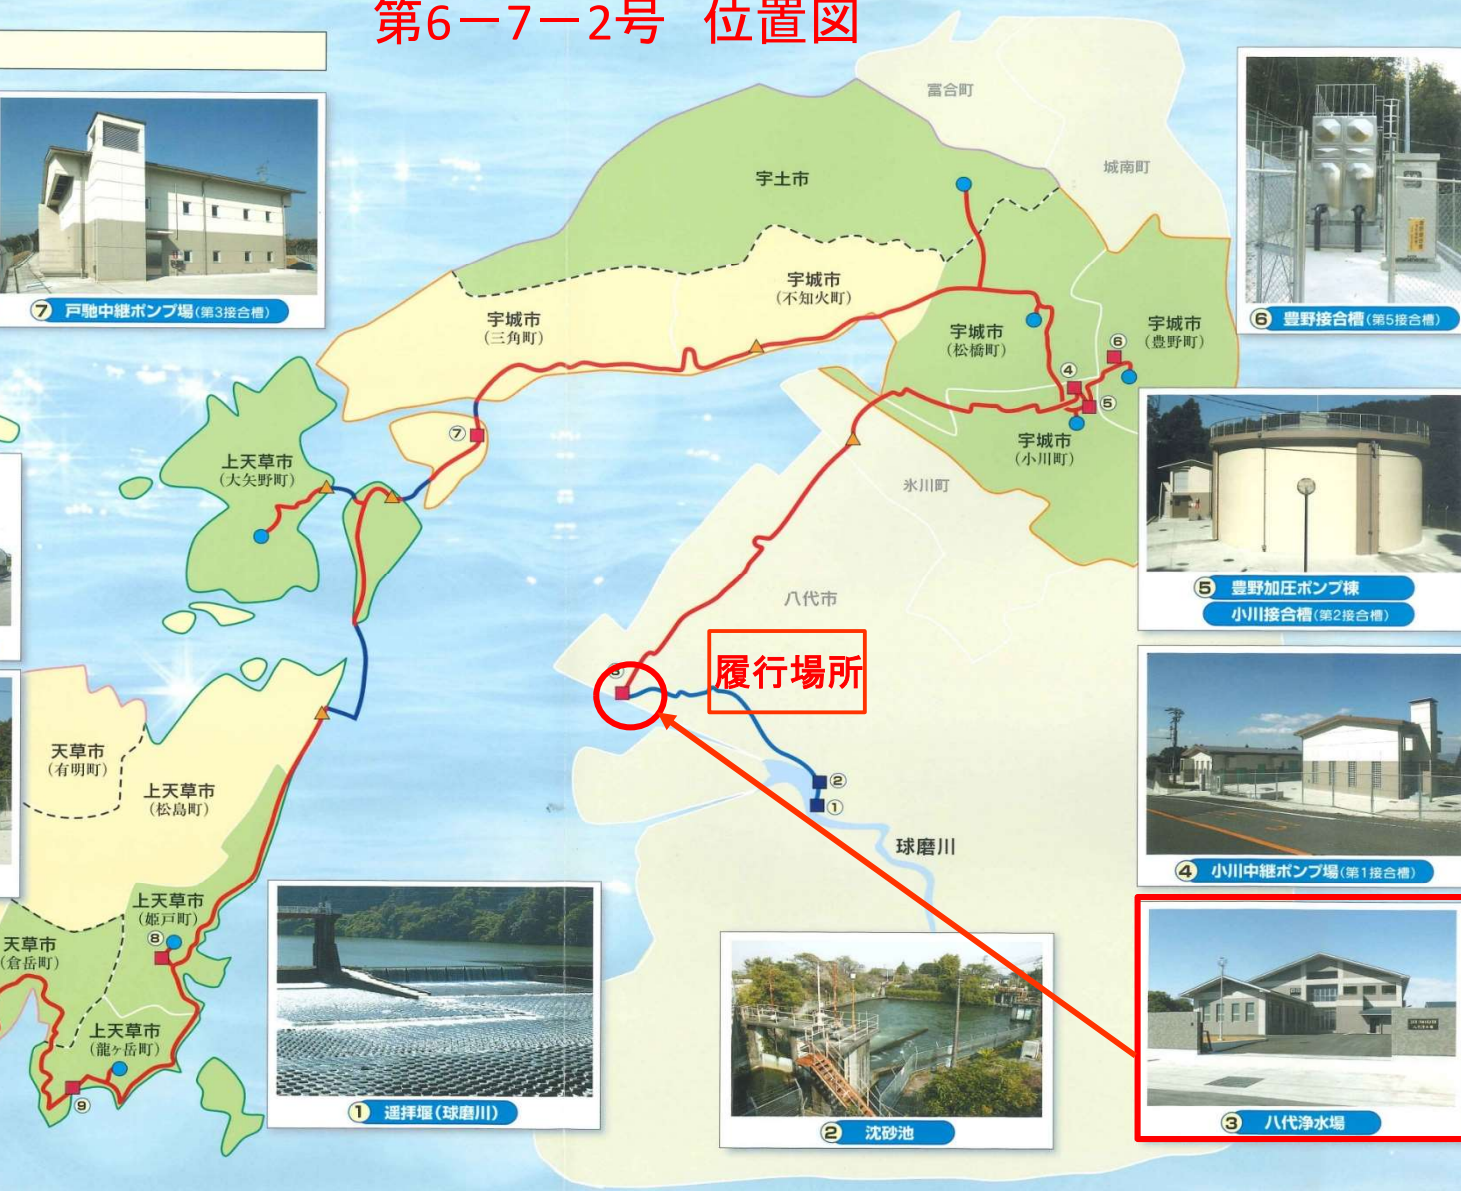 第6－7－2号　位置図
富合町
城南町
宇土市
宇城市
(不知火町)
宇城市
(三角町)
宇城市
(松橋町)
宇城市
(豊野町)
⑥
④
⑤
宇城市
(小川町)
⑦
上天草市
(大矢野町)
氷川町
八代市
履行場所
②
①
球磨川
天草市
(有明町)
上天草市
(松島町)
上天草市
(姫戸町)
⑧
天草市
(倉岳町)
上天草市
(龍ヶ岳町)
⑨
⑦ 戸馳中継ポンプ場(第3接合槽)
⑥ 豊野接合槽(第5接合槽)
⑤ 豊野加圧ポンプ棟
小川接合槽(第2接合槽)
④ 小川中継ポンプ場(第1接合槽)
③ 八代浄水場
② 沈砂池
① 遥拝堰(球磨川)